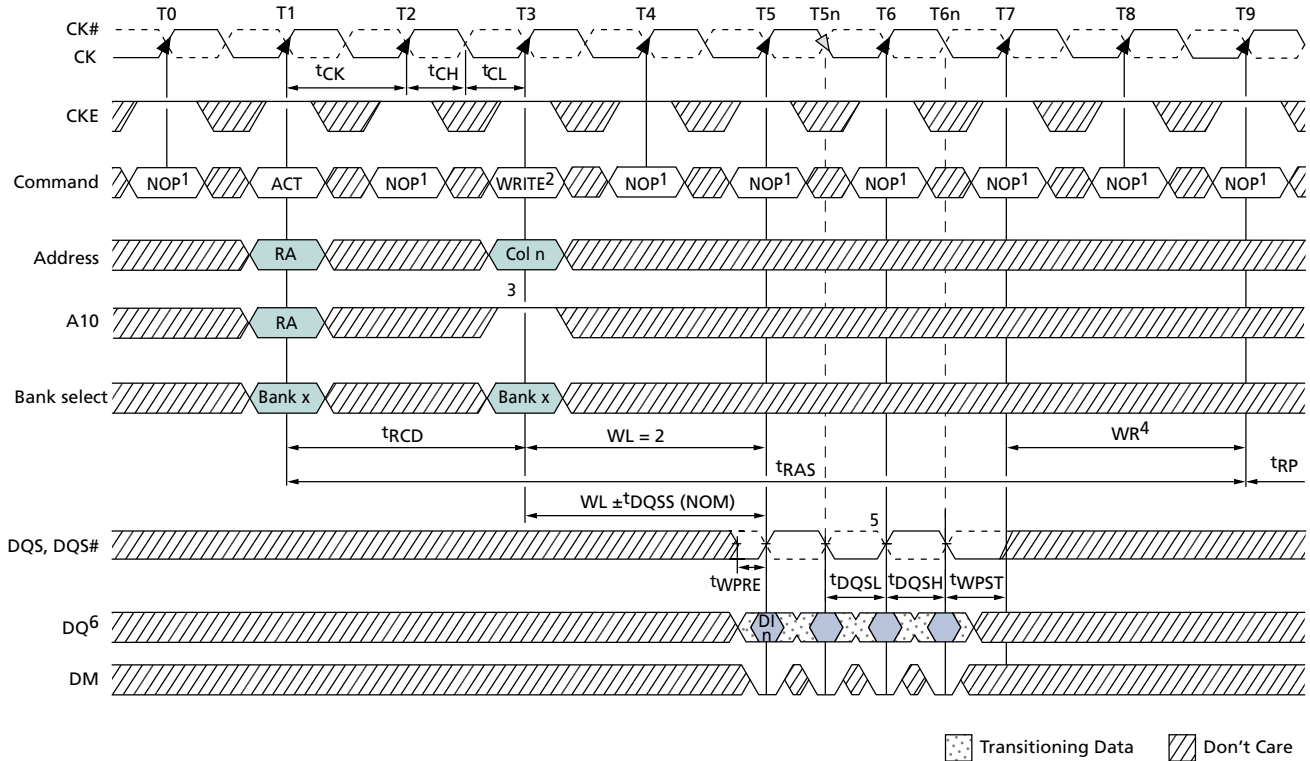 T0 T1 T2 T3 T4 T5 T5n T6 T6n T7 T8 T9
CK#
CK
tCK tCH tCL
CKE
Command NOP1 ACT NOP1 WRITE2 NOP1 NOP1 NOP1 NOP1 NOP1 NOP1
Address RA Col n
3
A10 RA
Bank select Bank x Bank x
tRCD WL = 2 WR4
tRAS tRP
WL ±tDQSS (NOM)
5
DQS, DQS#
tWPRE tDQSL tDQSH tWPST
DQ6 DI
n
DM
Transitioning Data Don't Care